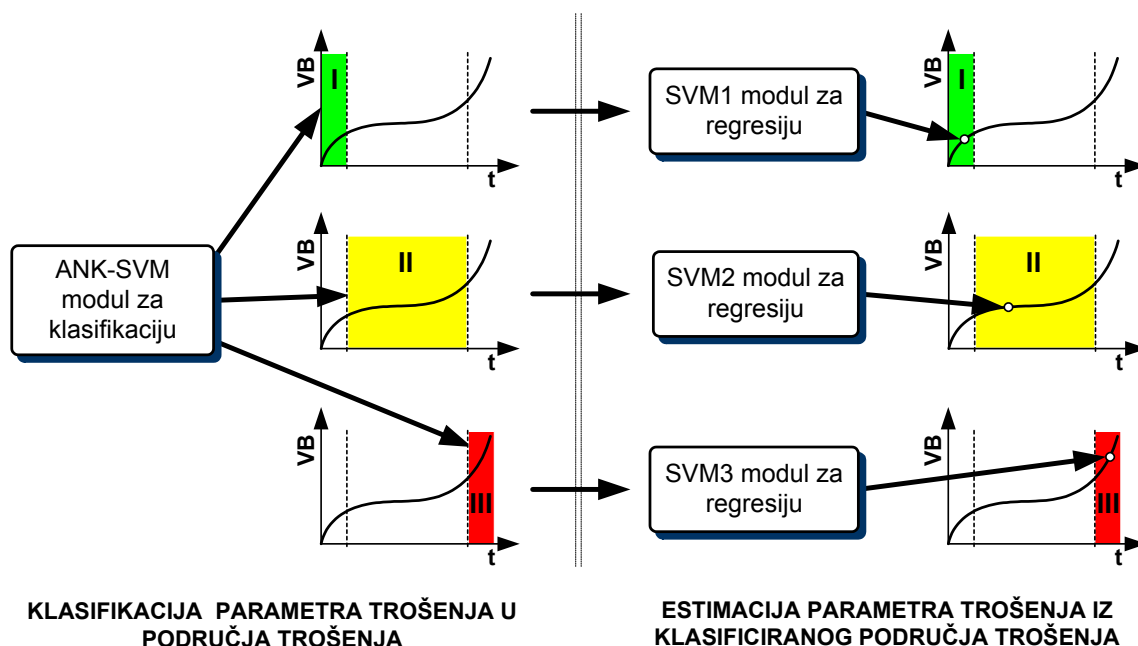 VB
I
t
SVM1 modul za
regresiju
VB
I
t
ANK-SVM
modul za
klasifikaciju
VB
II
t
SVM2 modul za
regresiju
VB
II
t
VB
III
t
SVM3 modul za
regresiju
VB
III
t
KLASIFIKACIJA PARAMETRA TROŠENJA U
PODRUČJA TROŠENJA
ESTIMACIJA PARAMETRA TROŠENJA IZ
KLASIFICIRANOG PODRUČJA TROŠENJA